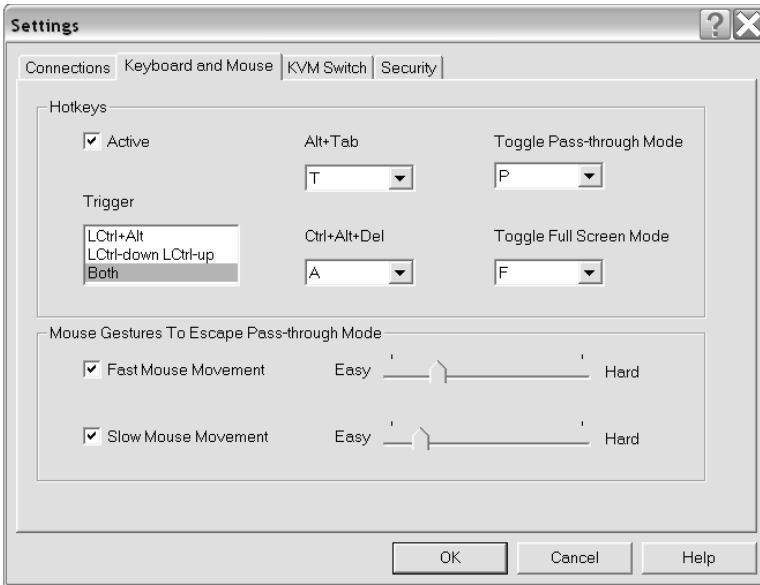 Settings
Connections Keyboard and Mouse KVM Switch Security
Hotkeys
Active
Alt+Tab
Toggle Pass-through Mode
T
P
Trigger
LCtrl+Alt
LCtrl-down LCtrl-up
Both
Ctrl+Alt+Del
Toggle Full Screen Mode
A
F
Mouse Gestures To Escape Pass-through Mode
Fast Mouse Movement Easy Hard
Slow Mouse Movement Easy Hard
OK Cancel Help